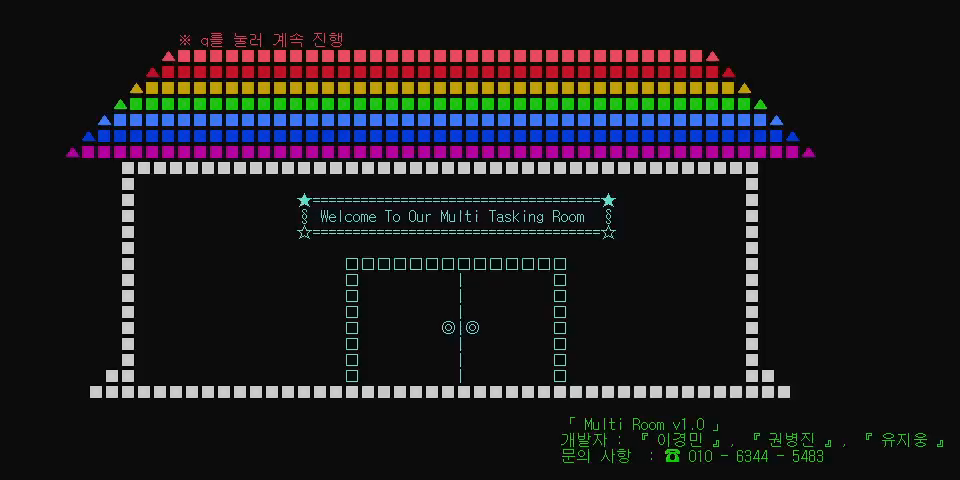 ※ q를 눌러 계속 진행
Welcome To Our Multi Tasking Room
「 Multi Room v1.0 」
개발자 : 『 이경민 』, 『 권병진 』, 『 유지웅 』
문의 사항 : ☎ 010 - 6344 - 5483